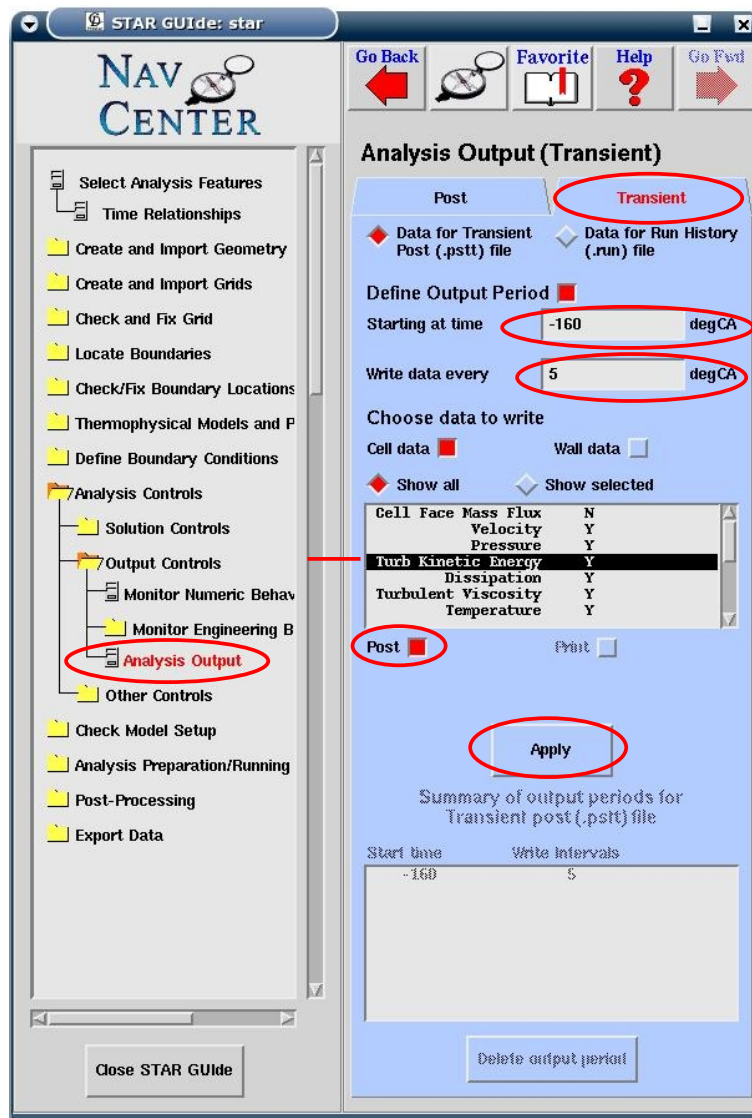 STAR GUIde: star
NAV
CENTER
Select Analysis Features
Time Relationships
Create and Import Geometry
Create and Import Grids
Check and Fix Grid
Locate Boundaries
Check/Fix Boundary Locations
Thermophysical Models and P
Define Boundary Conditions
Analysis Controls
Solution Controls
Output Controls
Monitor Numeric Behav
Monitor Engineering B
Analysis Output
Other Controls
Check Model Setup
Analysis Preparation/Running
Post-Processing
Export Data
Close STAR GUIde
Go Back
Favorite
Help
Go Fwd
Analysis Output (Transient)
Post
Transient
Data for Transient
Post (.pstt) file
Data for Run History
(.run) file
Define Output Period
Starting at time -160 degCA
Write data every 5 degCA
Choose data to write
Cell data
Wall data
Show all
Show selected
Cell Face Mass Flux N
Velocity Y
Pressure Y
Turb Kinetic Energy Y
Dissipation Y
Turbulent Viscosity Y
Temperature Y
Post
Print
Apply
Summary of output periods for
Transient post (.pstt) file
Start time Write Intervals
-160 5
Delete output period